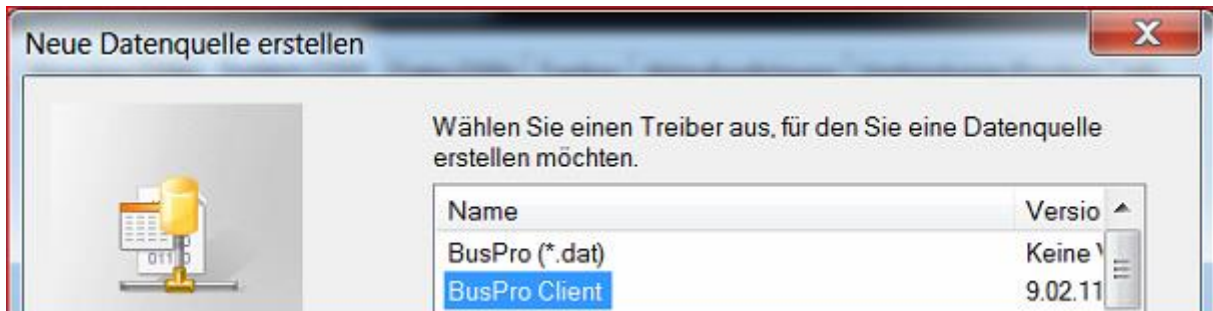 Neue Datenquelle erstellen
Wählen Sie einen Treiber aus, für den Sie eine Datenquelle
erstellen möchten.
Name Versio
BusPro (*.dat) Keine
BusPro Client 9.02.11